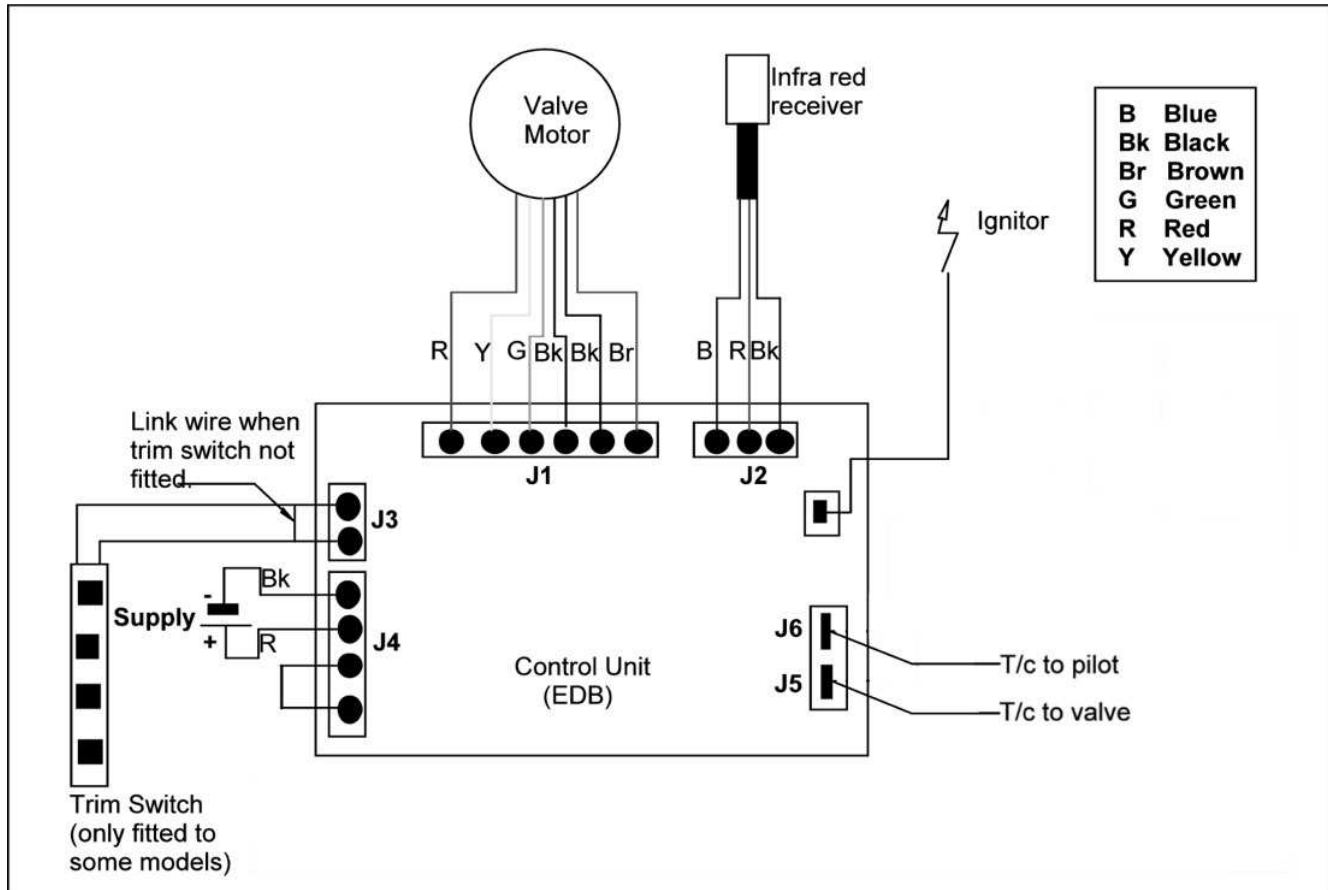 Valve
Motor
Infra red
receiver
B Blue
Bk Black
Br Brown
G Green
R Red
Y Yellow
Ignitor
R Y G Bk Bk Br
B R Bk
Link wire when
trim switch not
fitted.
J1
J2
J3
Bk
-
Supply
+
R
J4
Control Unit
(EDB)
J6
J5
T/c to pilot
T/c to valve
Trim Switch
(only fitted to
some models)